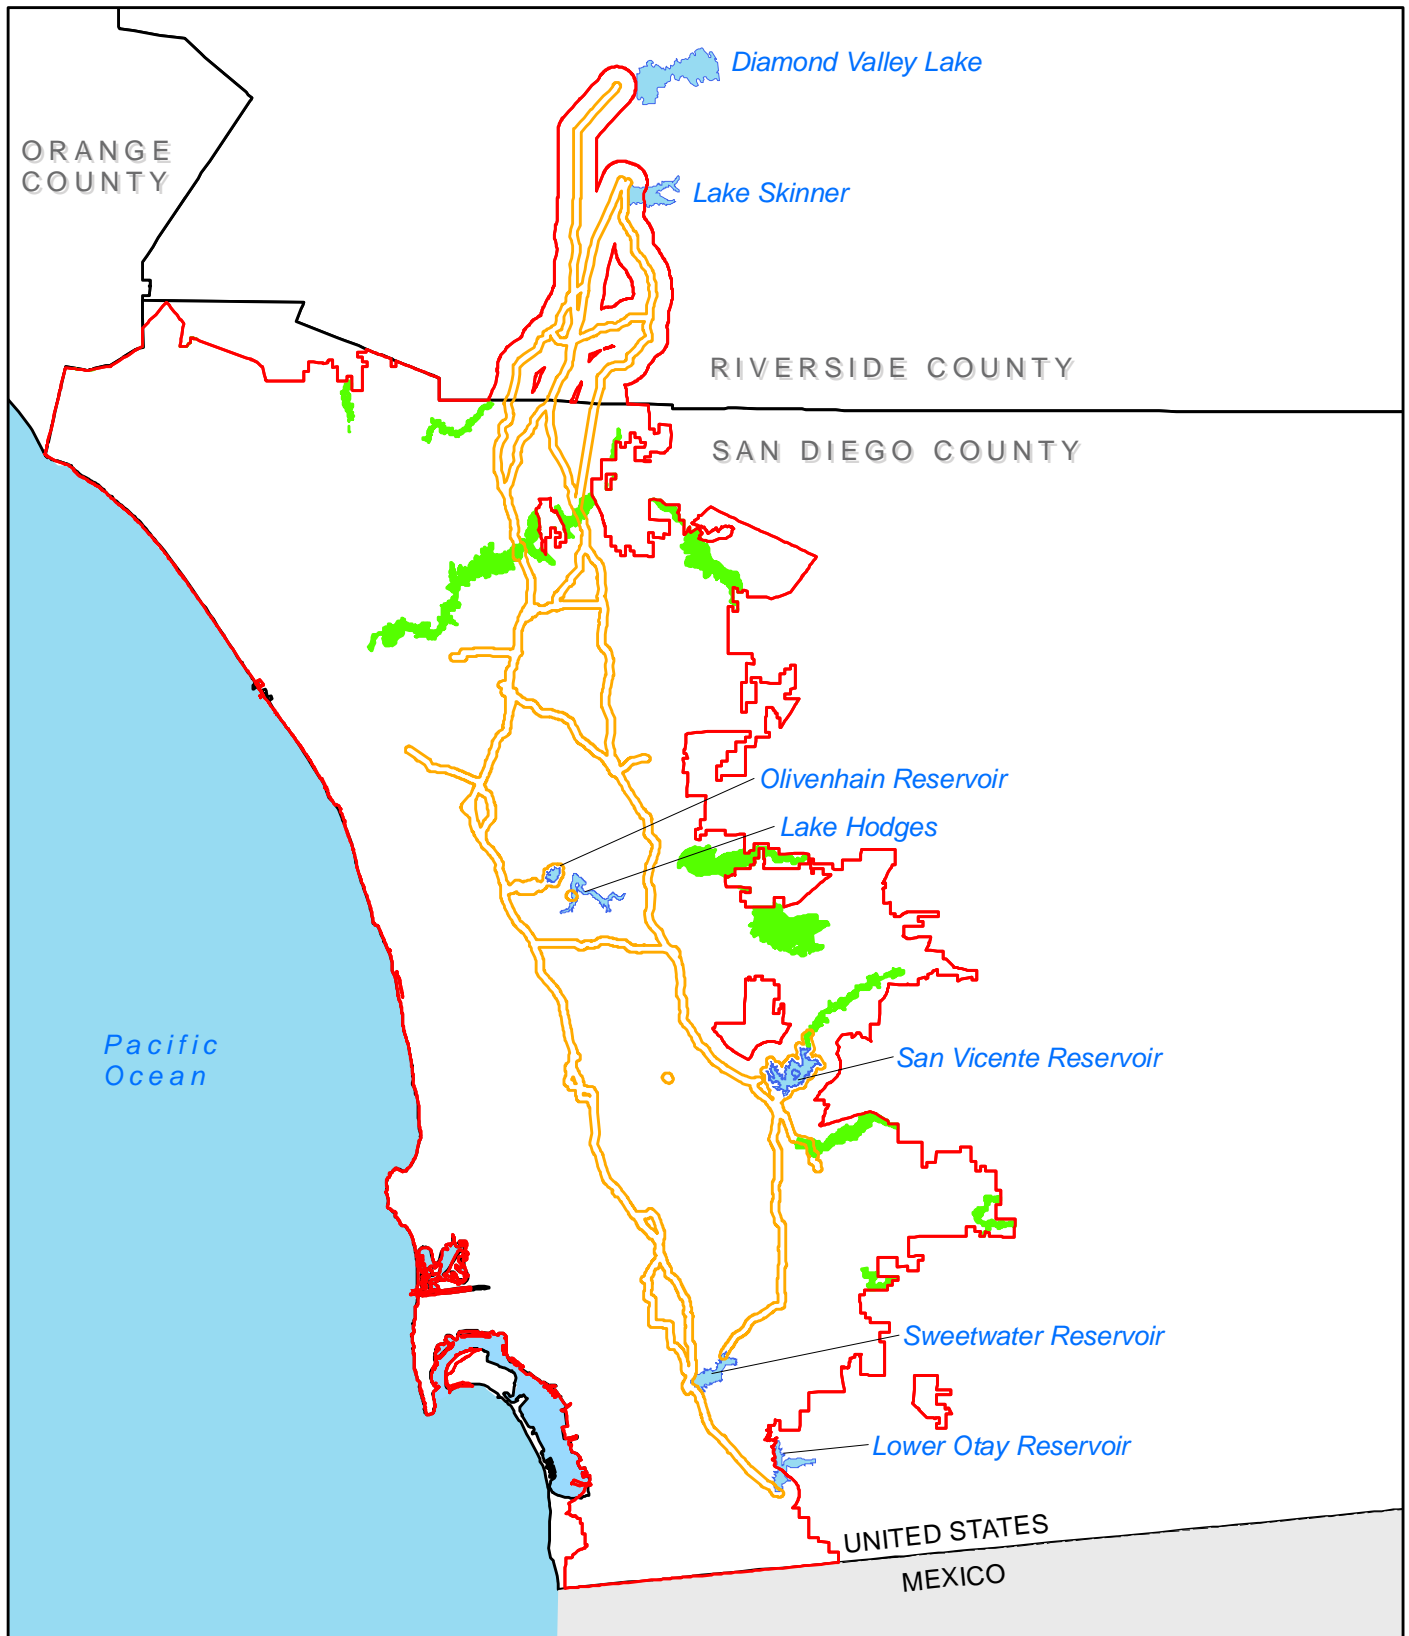 Diamond Valley Lake
ORANGE
COUNTY
Lake Skinner
RIVERSIDE COUNTY
SAN DIEGO COUNTY
Olivenhain Reservoir
Lake Hodges
Pacific
Ocean
San Vicente Reservoir
Sweetwater Reservoir
Lower Otay Reservoir
UNITED STATES
MEXICO